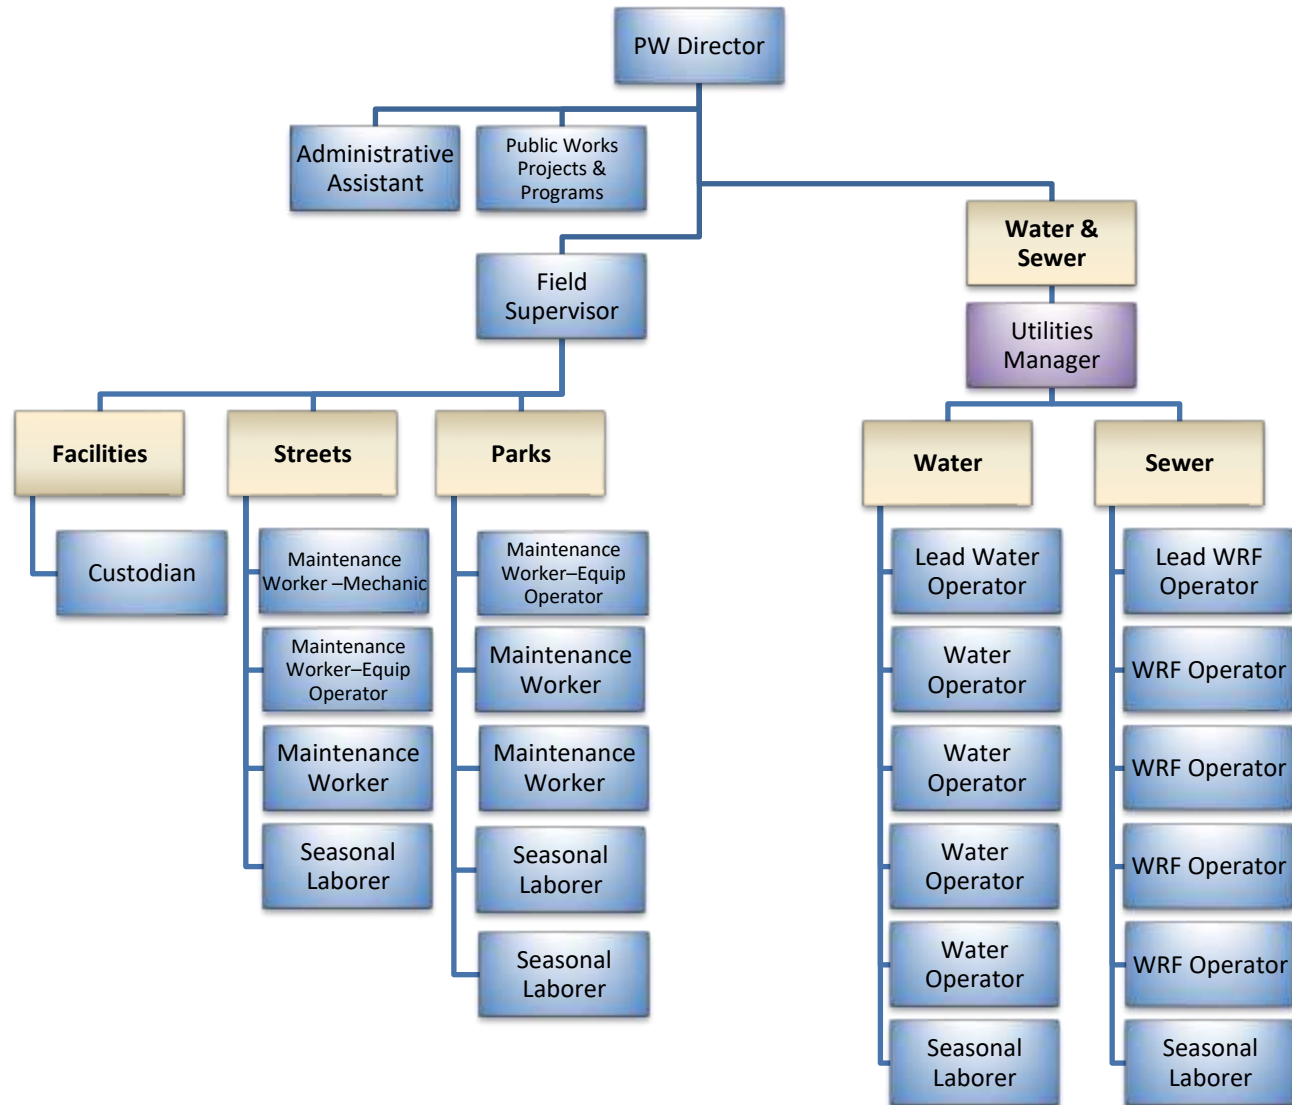 PW Director
Administrative
Assistant
Public Works
Projects &
Programs
Water &
Sewer
Field
Supervisor
Utilities
Manager
Facilities
Streets
Parks
Water
Sewer
Custodian
Maintenance
Worker –Mechanic
Maintenance
Worker–Equip
Operator
Maintenance
Worker
Seasonal
Laborer
Maintenance
Worker–Equip
Operator
Maintenance
Worker
Maintenance
Worker
Seasonal
Laborer
Seasonal
Laborer
Lead Water
Operator
Water
Operator
Water
Operator
Water
Operator
Water
Operator
Seasonal
Laborer
Lead WRF
Operator
WRF Operator
WRF Operator
WRF Operator
WRF Operator
Seasonal
Laborer